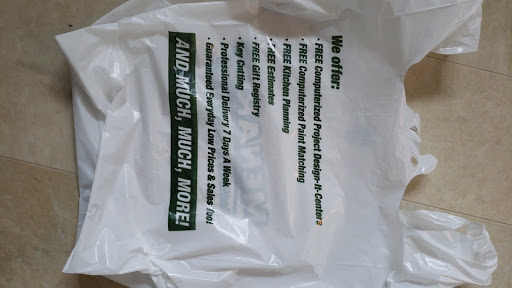 We offer:
• FREE Computerized Project Design-It-Centers
• FREE Computerized Paint Matching
• FREE Kitchen Planning
• FREE Estimates
• FREE Gift Registry
• Key Cutting
• Professional Delivery 7 Days A Week
• Guaranteed Everyday Low Prices & Sales Too!
AND MUCH, MUCH, MORE!